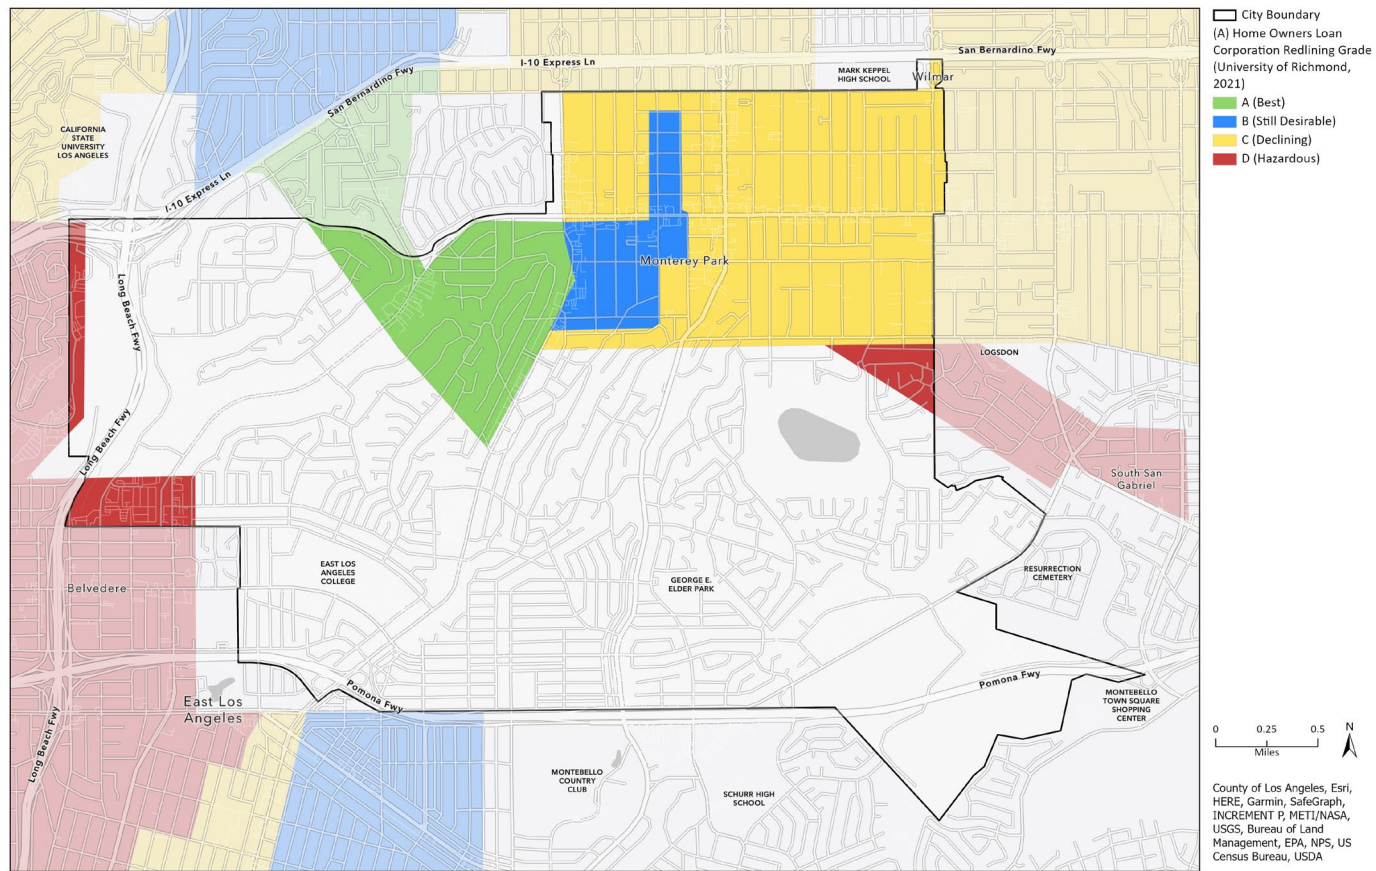 City Boundary
(A) Home Owners Loan
Corporation Redlining Grade
(University of Richmond,
2021)
A (Best)
B (Still Desirable)
C (Declining)
D (Hazardous)
San Bernardino Fwy
I-10 Express Ln
MARK KEPPEL
HIGH SCHOOL
Wilmar
San Bernardino Fwy
CALIFORNIA
STATE
UNIVERSITY
LOS ANGELES
I-10 Express Ln
Monterey Park
Long Beach Fwy
LOGSDON
Long Beach Fwy
South San
Gabriel
EAST LOS
ANGELES
COLLEGE
GEORGE E.
ELDER PARK
RESURRECTION
CEMETERY
Belvedere
Pomona Fwy
Pomona Fwy
East Los
Angeles
MONTEBELLO
TOWN SQUARE
SHOPPING
CENTER
Long Beach Fwy
MONTEBELLO
COUNTRY
CLUB
SCHURR HIGH
SCHOOL
N
0 0.25 0.5
Miles
County of Los Angeles, Esri,
HERE, Garmin, SafeGraph,
INCREMENT P, METI/NASA,
USGS, Bureau of Land
Management, EPA, NPS, US
Census Bureau, USDA